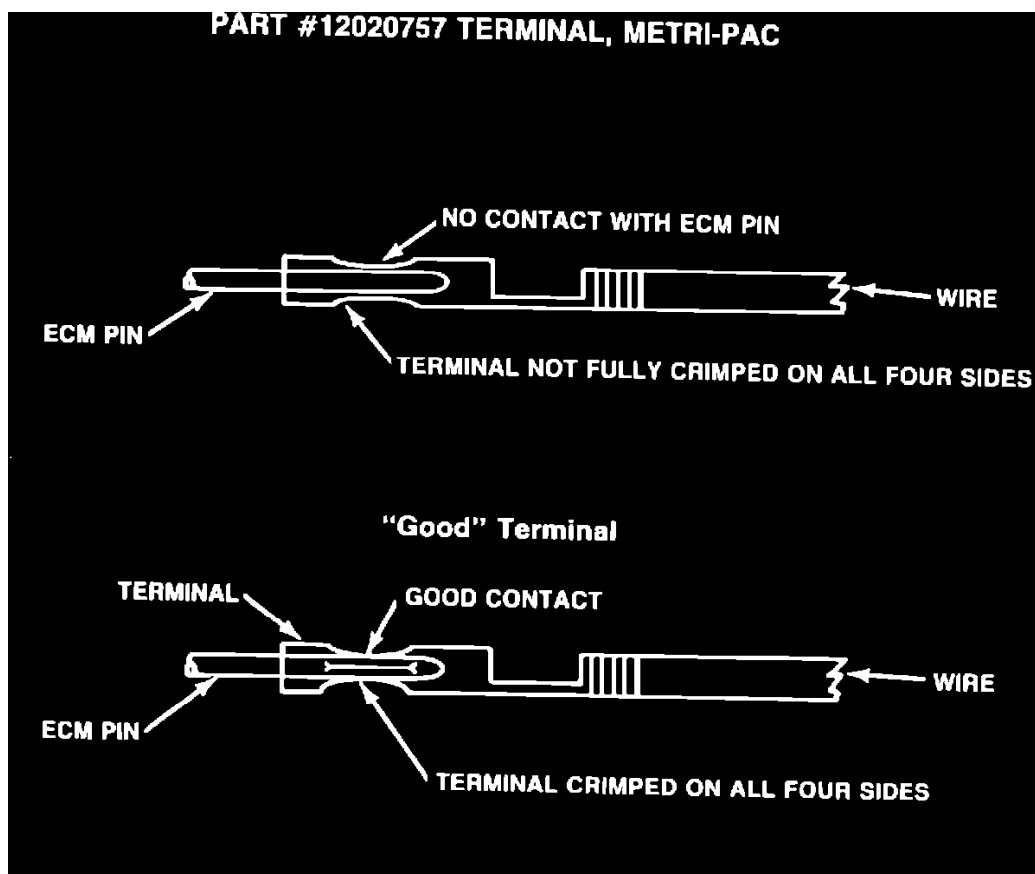 PART #12020757 TERMINAL, METRI-PAC
NO CONTACT WITH ECM PIN
WIRE
ECM PIN
TERMINAL NOT FULLY CRIMPED ON ALL FOUR SIDES
"Good" Terminal
TERMINAL
GOOD CONTACT
WIRE
ECM PIN
TERMINAL CRIMPED ON ALL FOUR SIDES